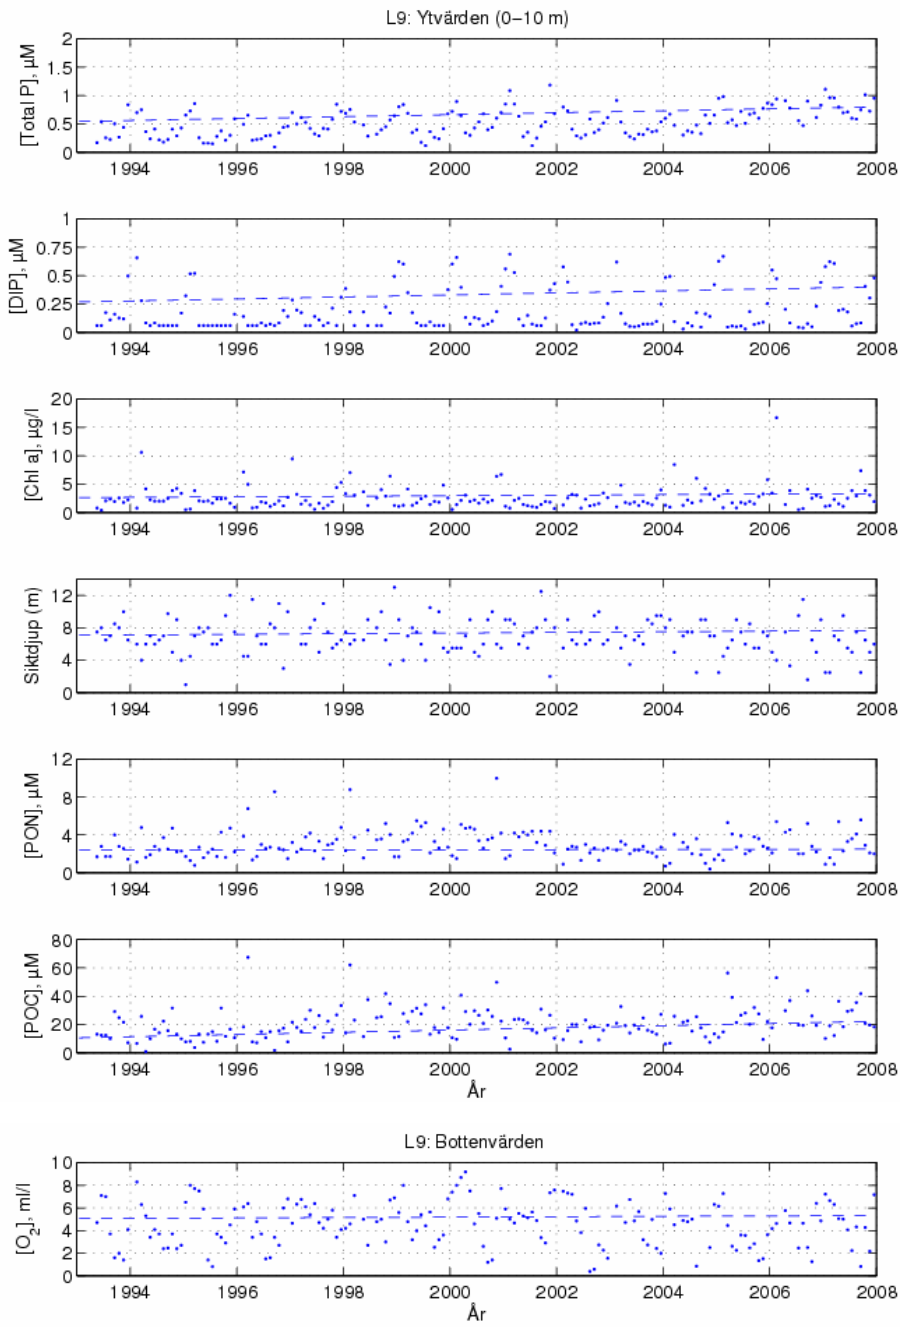 L9: Ytvärden (0−10 m)
[Total P], µM
2
1.5
1
0.5
0
1994 1996 1998 2000 2002 2004 2006 2008
[DIP], µM
1
0.75
0.5
0.25
0
1994 1996 1998 2000 2002 2004 2006 2008
[Chl a], µg/l
20
15
10
5
0
1994 1996 1998 2000 2002 2004 2006 2008
Siktdjup (m)
12
8
4
0
1994 1996 1998 2000 2002 2004 2006 2008
[PON], µM
12
8
4
0
1994 1996 1998 2000 2002 2004 2006 2008
[POC], µM
80
60
40
20
0
1994 1996 1998 2000 2002 2004 2006 2008
År
L9: Bottenvärden
[O2], ml/l
10
8
6
4
2
0
1994 1996 1998 2000 2002 2004 2006 2008
År